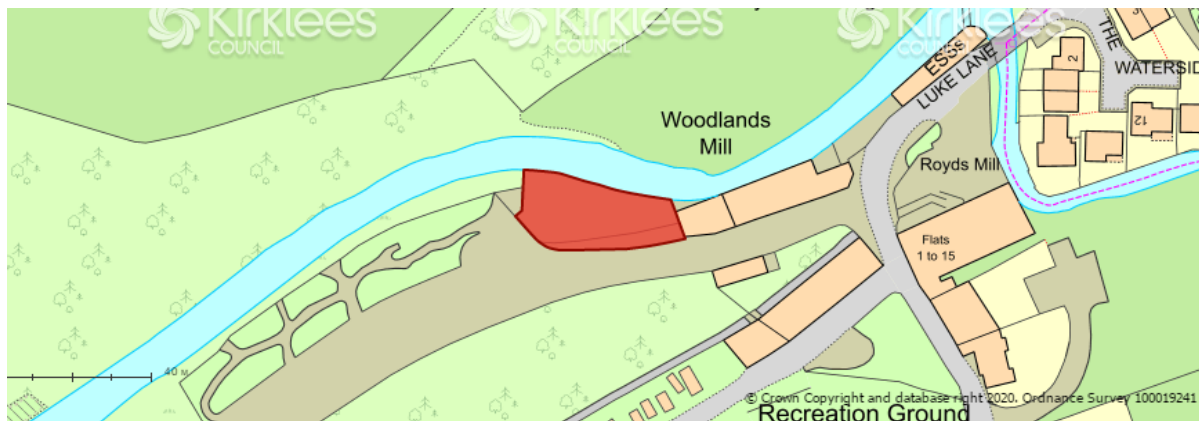 Kirklees
COUNCIL
Kirklees
COUNCIL
Kirklees
COUNCIL
THE
WATERSID
2
12
ESSs
LUKE LANE
Woodlands
Mill
Royds Mill
Flats
1 to 15
40 M
© Crown Copyright and database right 2020. Ordnance Survey 100019241
Recreation Ground